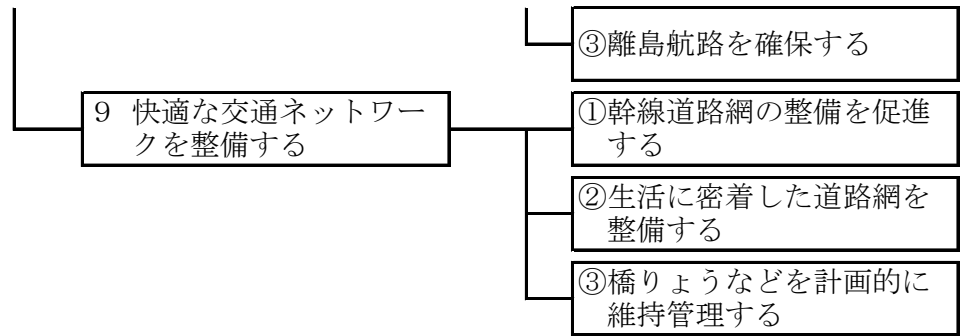 ③離島航路を確保する
9 快適な交通ネットワー
クを整備する
①幹線道路網の整備を促進
する
②生活に密着した道路網を
整備する
③橋りょうなどを計画的に
維持管理する